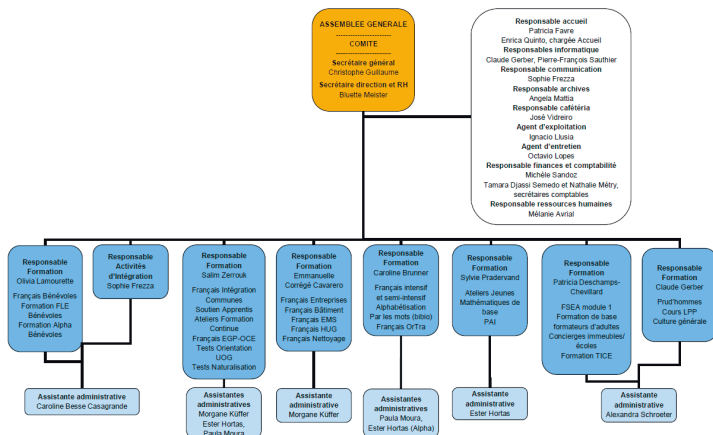 ASSEMBLEE GENERALE
--------------------
COMITE
--------------------
Secrétaire général
Christophe Guillaume
Secrétaire direction et RH
Bluette Meister
Responsable accueil
Patricia Favre
Enrica Quinto, chargée Accueil
Responsables informatique
Claude Gerber, Pierre-François Sauthier
Responsable communication
Sophie Frezza
Responsable archives
Angela Mattia
Responsable cafétéria
José Vidreiro
Agent d'exploitation
Ignacio Llusia
Agent d'entretien
Octavio Lopes
Responsable finances et comptabilité
Michèle Sandoz
Tamara Djassi Semedo et Nathalie Métry,
secrétaires comptables
Responsable ressources humaines
Mélanie Avrial
Responsable
Formation
Olivia Lamourette
Français Bénévoles
Formation FLE
Bénévoles
Formation Alpha
Bénévoles
Responsable
Activités
d'Intégration
Sophie Frezza
Responsable
Formation
Salim Zerrouk
Français Intégration
Communes
Soutien Apprentis
Ateliers Formation
Continue
Français EGP-OCE
Tests Orientation
UOG
Tests Naturalisation
Responsable
Formation
Emmanuelle
Corrégé Cavarero
Français Entreprises
Français Bâtiment
Français EMS
Français HUG
Français Nettoyage
Responsable
Formation
Caroline Brunner
Français intensif
et semi-intensif
Alphabétisation
Par les mots (bibio)
Français OrTra
Responsable
Formation
Sylvie Pradervand
Ateliers Jeunes
Mathématiques de
base
PAI
Responsable
Formation
Patricia Deschamps-
Chevillard
FSEA module 1
Formation de base
formateurs d'adultes
Concierges immeubles/
écoles
Formation TICE
Responsable
Formation
Claude Gerber
Prud'hommes
Cours LPP
Culture générale
Assistante administrative
Caroline Besse Casagrande
Assistantes
administratives
Morgane Küffer
Ester Hortas,
Paula Moura
Assistante
administrative
Morgane Küffer
Assistantes
administratives
Paula Moura,
Ester Hortas (Alpha)
Assistante
administrative
Ester Hortas
Assistante
administrative
Alexandra Schroeter